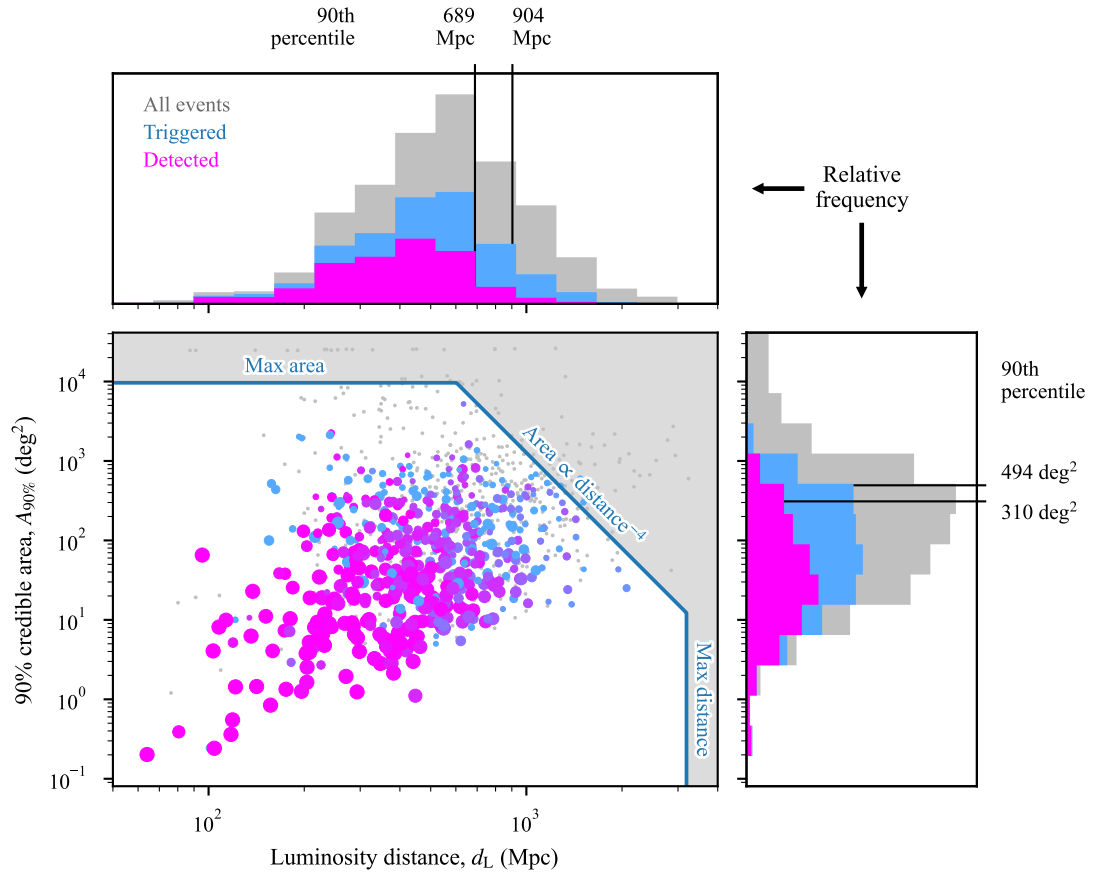 90th
percentile
689
Mpc
904
Mpc
All events
Triggered
Detected
Relative
frequency
Max area
Area ∝ distance⁻⁴
Max distance
10⁴
10³
10²
10¹
10⁰
10⁻¹
90% credible area, A₉₀% (deg²)
10²
10³
Luminosity distance, d_L (Mpc)
90th
percentile
494 deg²
310 deg²